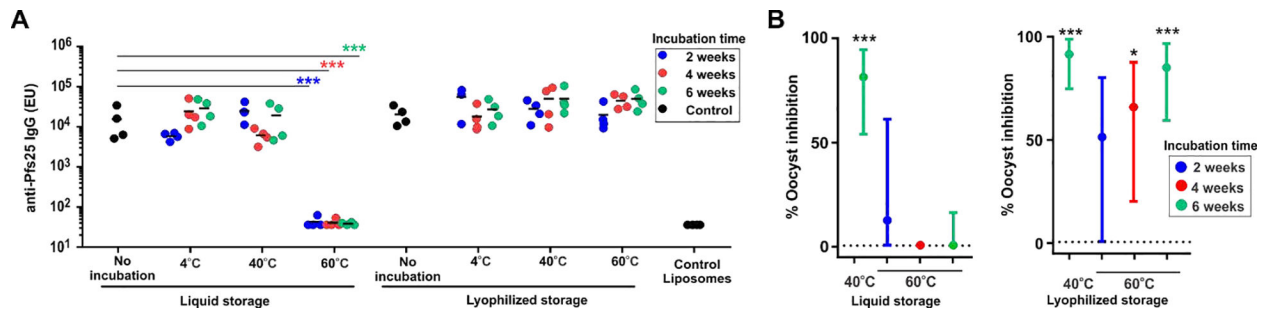 A
anti-Pfs25 IgG (EU)
10⁶
10⁵
10⁴
10³
10²
10¹
***
***
***
Incubation time
2 weeks
4 weeks
6 weeks
Control
No incubation
4°C
40°C
60°C
No incubation
4°C
40°C
60°C
Control Liposomes
Liquid storage
Lyophilized storage
B
% Oocyst inhibition
100
50
0
***
40°C
60°C
Liquid storage
% Oocyst inhibition
100
50
0
***
*
***
40°C
60°C
Lyophilized storage
Incubation time
2 weeks
4 weeks
6 weeks